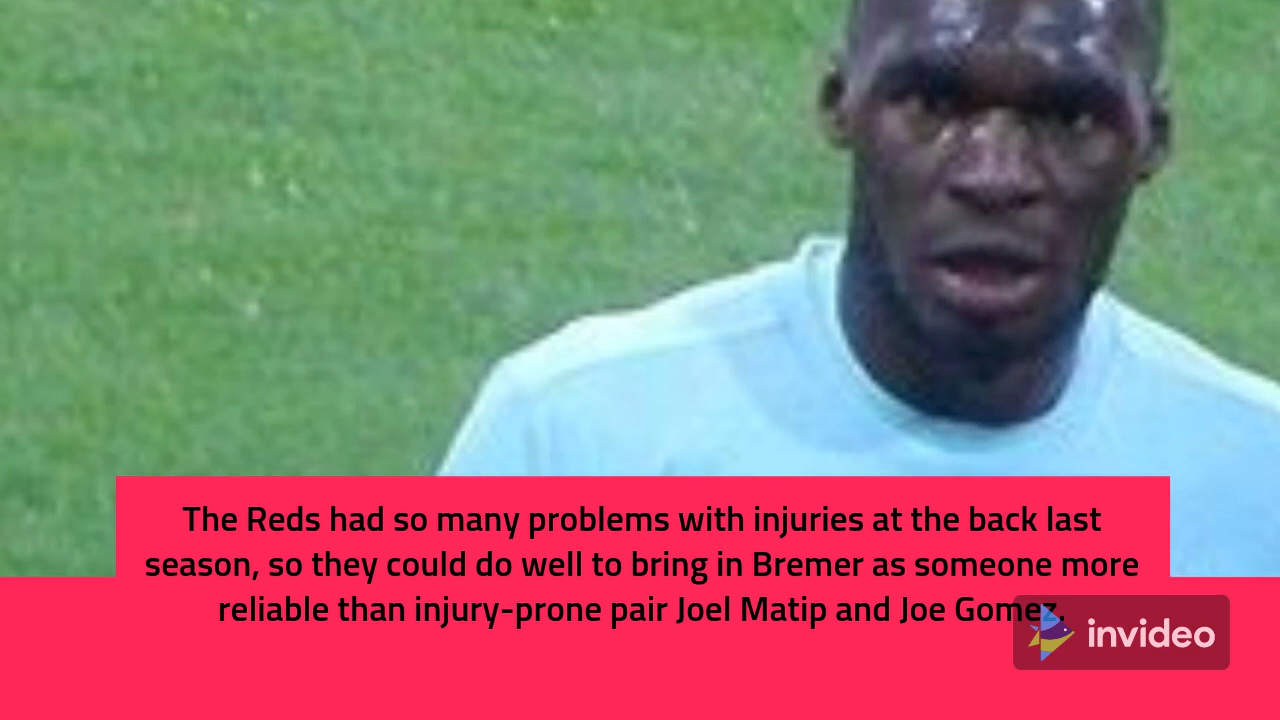 The Reds had so many problems with injuries at the back last
season, so they could do well to bring in Bremer as someone more
reliable than injury-prone pair Joel Matip and Joe Gomez.
invideo